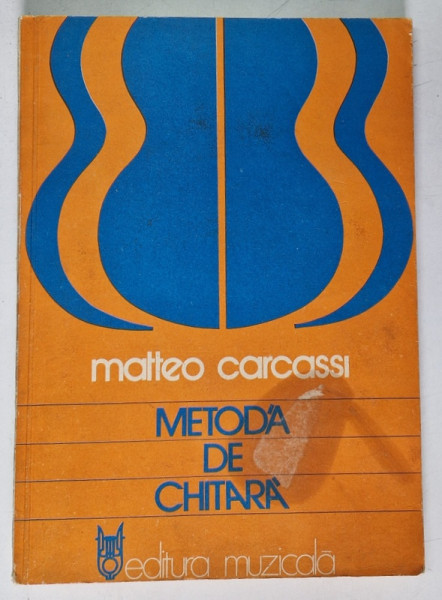 matteo carcassi
METODĂ
DE
CHITARĂ
editura muzicală